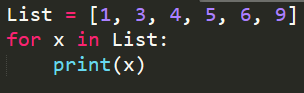 List = [1, 3, 4, 5, 6, 9]
for x in List:
    print(x)